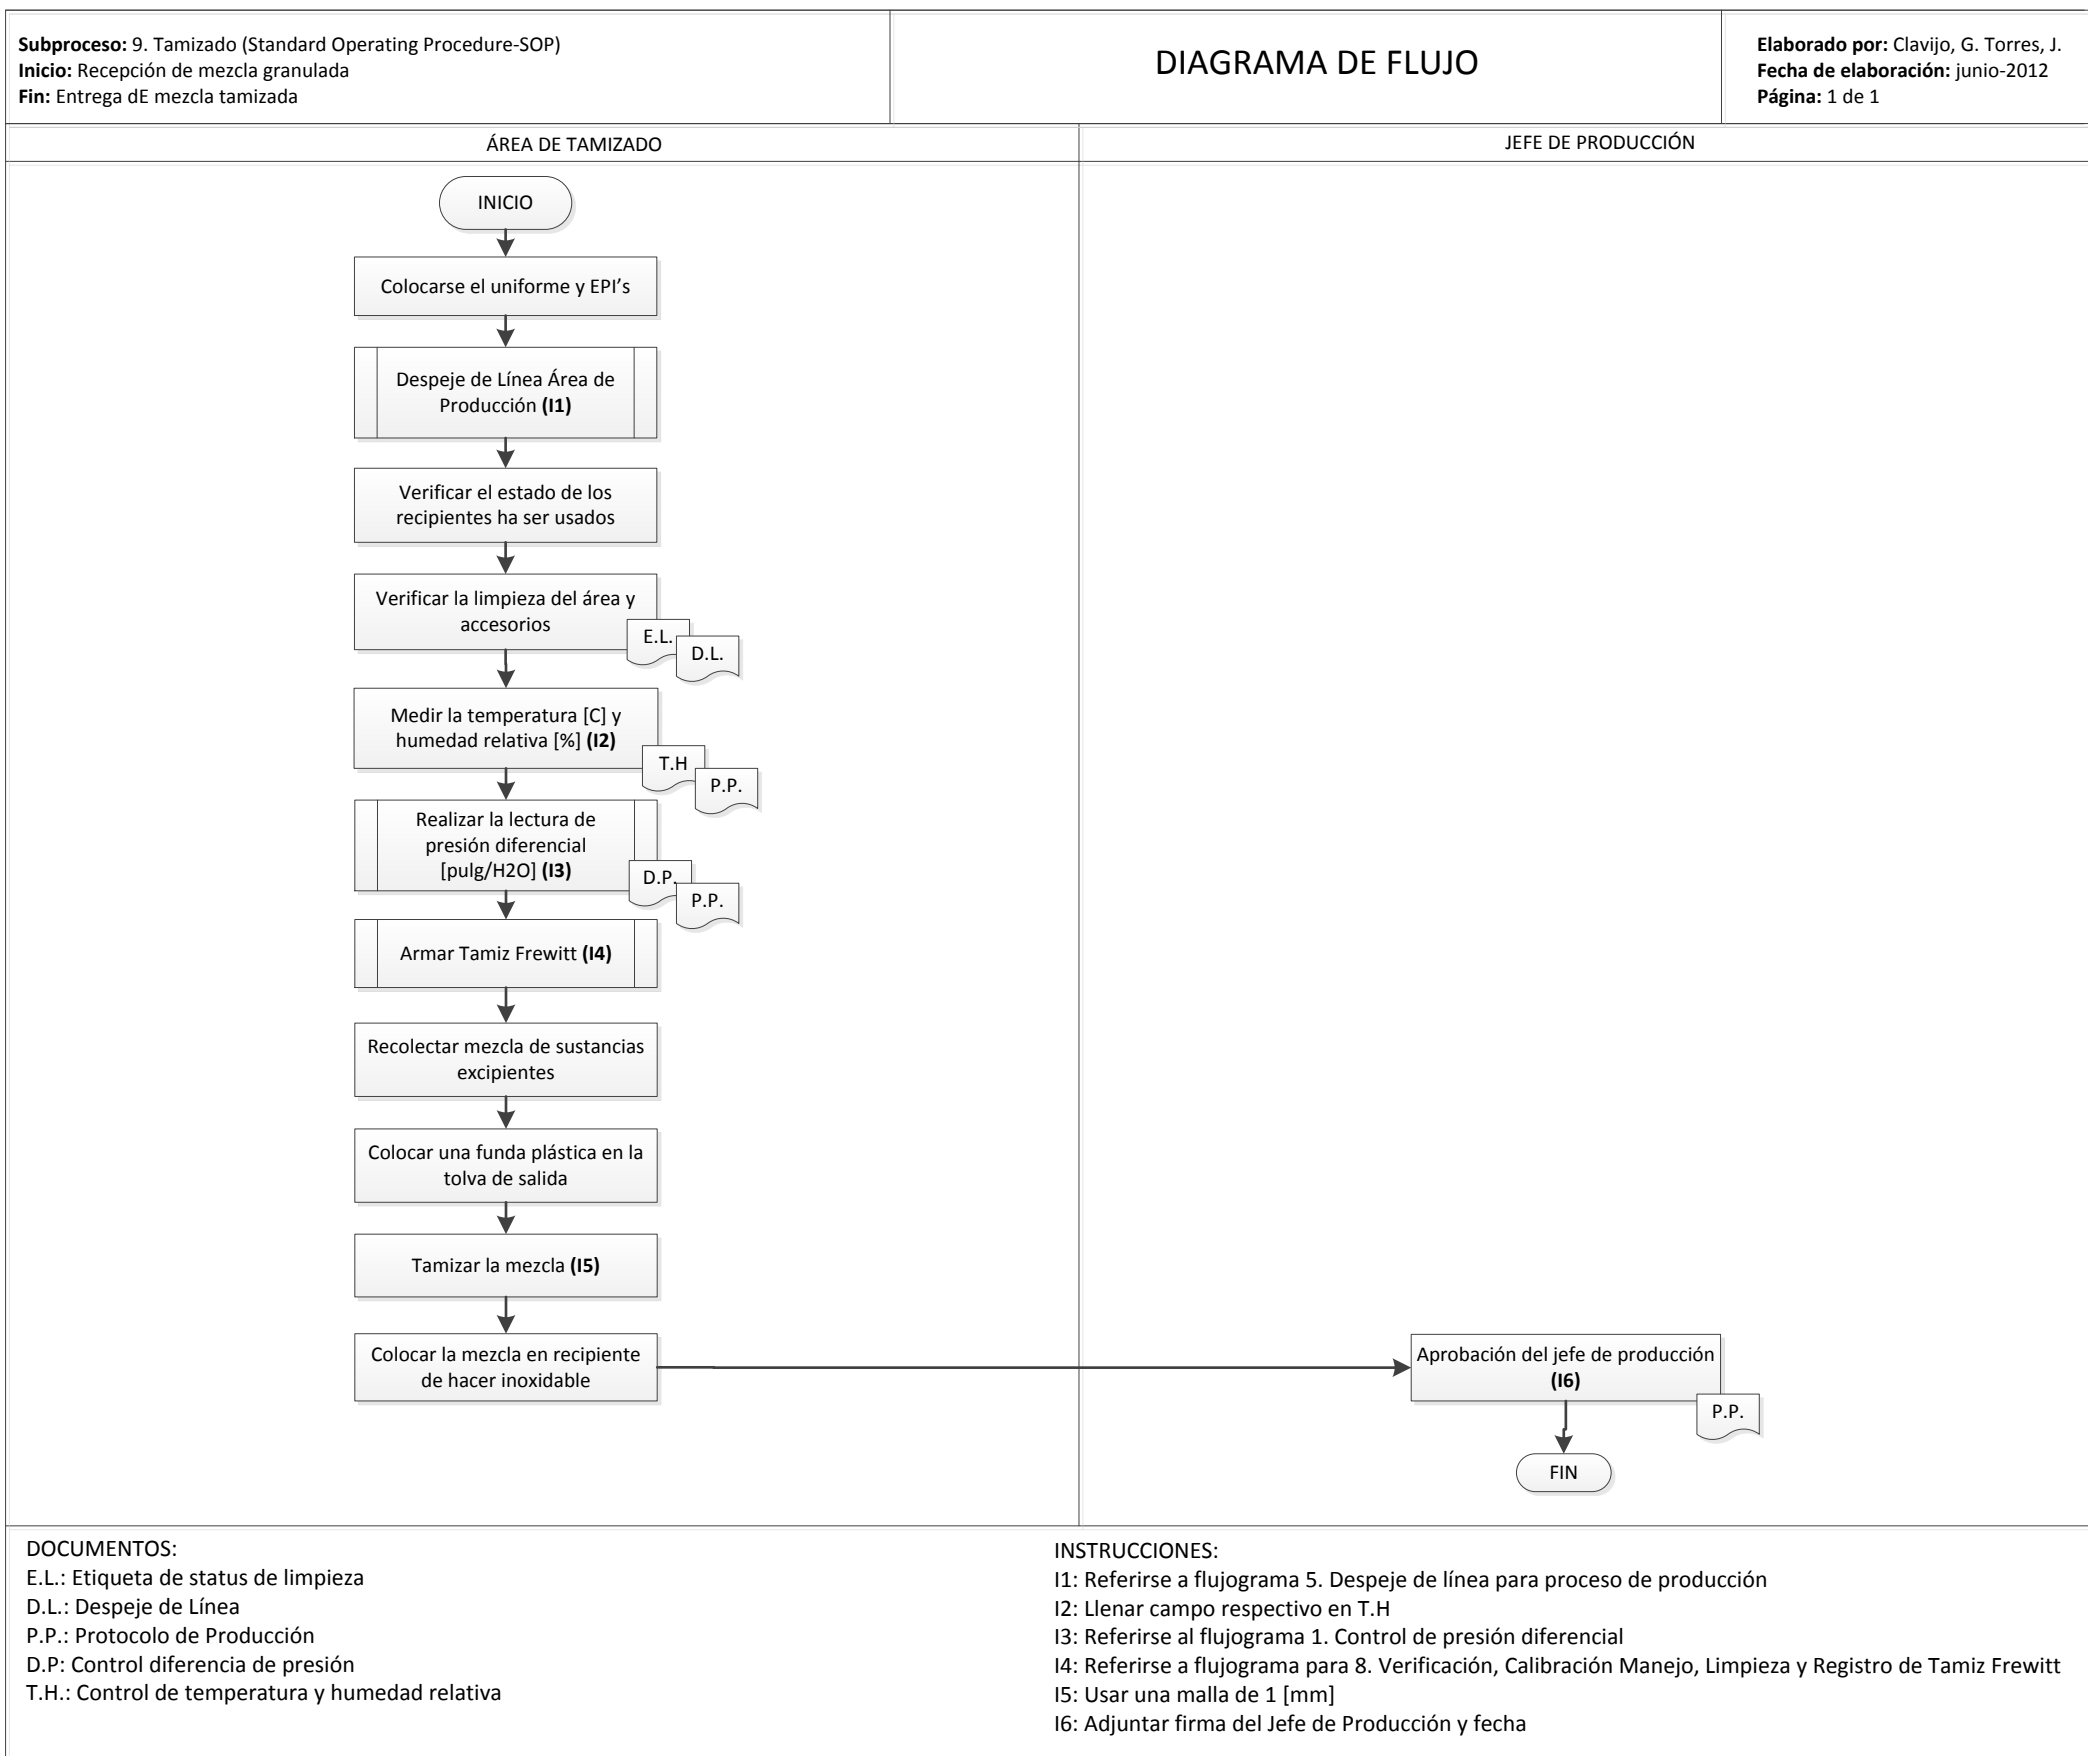 Subproceso: 9. Tamizado (Standard Operating Procedure-SOP)
Inicio: Recepción de mezcla granulada
Fin: Entrega dE mezcla tamizada
DIAGRAMA DE FLUJO
Elaborado por: Clavijo, G. Torres, J.
Fecha de elaboración: junio-2012
Página: 1 de 1
ÁREA DE TAMIZADO
JEFE DE PRODUCCIÓN
INICIO
Colocarse el uniforme y EPI’s
Despeje de Línea Área de
Producción (I1)
Verificar el estado de los
recipientes ha ser usados
Verificar la limpieza del área y
accesorios
E.L.
D.L.
Medir la temperatura [C] y
humedad relativa [%] (I2)
T.H
P.P.
Realizar la lectura de
presión diferencial
[pulg/H2O] (I3)
D.P.
P.P.
Armar Tamiz Frewitt (I4)
Recolectar mezcla de sustancias
excipientes
Colocar una funda plástica en la
tolva de salida
Tamizar la mezcla (I5)
Colocar la mezcla en recipiente
de hacer inoxidable
Aprobación del jefe de producción
(I6)
P.P.
FIN
DOCUMENTOS:
E.L.: Etiqueta de status de limpieza
D.L.: Despeje de Línea
P.P.: Protocolo de Producción
D.P: Control diferencia de presión
T.H.: Control de temperatura y humedad relativa
INSTRUCCIONES:
I1: Referirse a flujograma 5. Despeje de línea para proceso de producción
I2: Llenar campo respectivo en T.H
I3: Referirse al flujograma 1. Control de presión diferencial
I4: Referirse a flujograma para 8. Verificación, Calibración Manejo, Limpieza y Registro de Tamiz Frewitt
I5: Usar una malla de 1 [mm]
I6: Adjuntar firma del Jefe de Producción y fecha